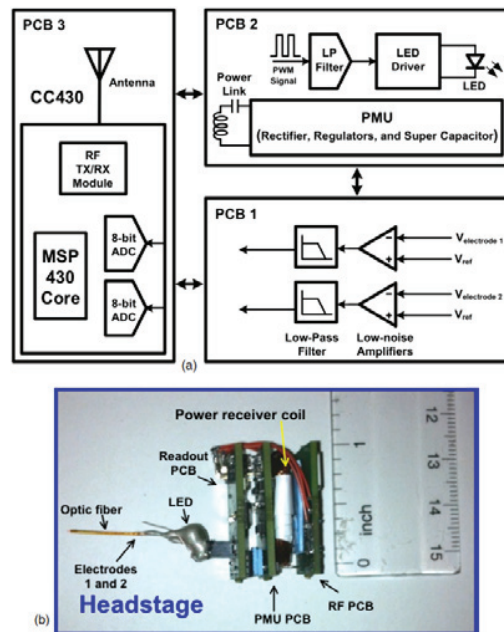 PCB 3
CC430
Antenna
RF
TX/RX
Module
MSP
430
Core
8-bit
ADC
8-bit
ADC
PCB 2
PWM
Signal
LP
Filter
LED
Driver
LED
Power
Link
PMU
(Rectifier, Regulators, and Super Capacitor)
PCB 1
Velectrode 1
Vref
Velectrode 2
Vref
Low-Pass
Filter
Low-noise
Amplifiers
(a)
Power receiver coil
Readout
PCB
LED
Optic fiber
Electrodes
1 and 2
Headstage
PMU PCB
RF PCB
0 inch 1
12
13
14
15
(b)